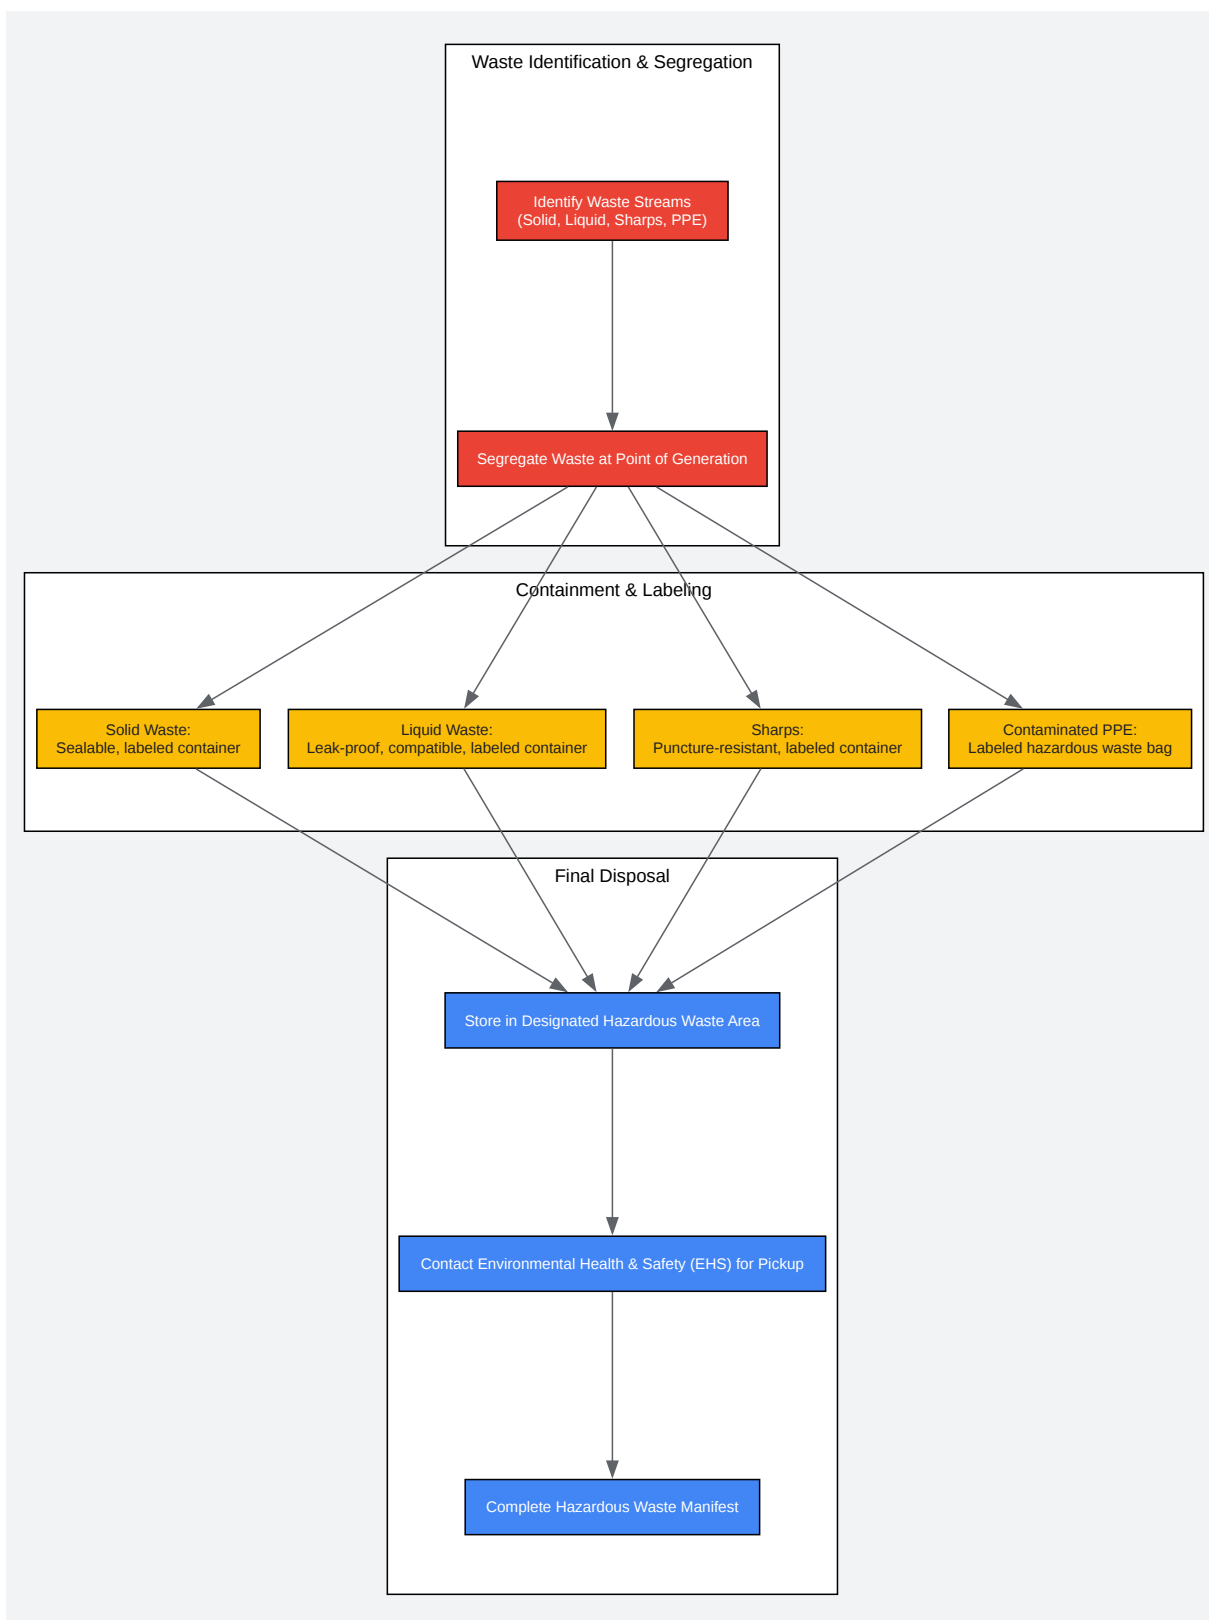 Waste Identification & Segregation
Identify Waste Streams
(Solid, Liquid, Sharps, PPE)
Segregate Waste at Point of Generation
Containment & Labeling
Solid Waste:
Sealable, labeled container
Liquid Waste:
Leak-proof, compatible, labeled container
Sharps:
Puncture-resistant, labeled container
Contaminated PPE:
Labeled hazardous waste bag
Final Disposal
Store in Designated Hazardous Waste Area
Contact Environmental Health & Safety (EHS) for Pickup
Complete Hazardous Waste Manifest